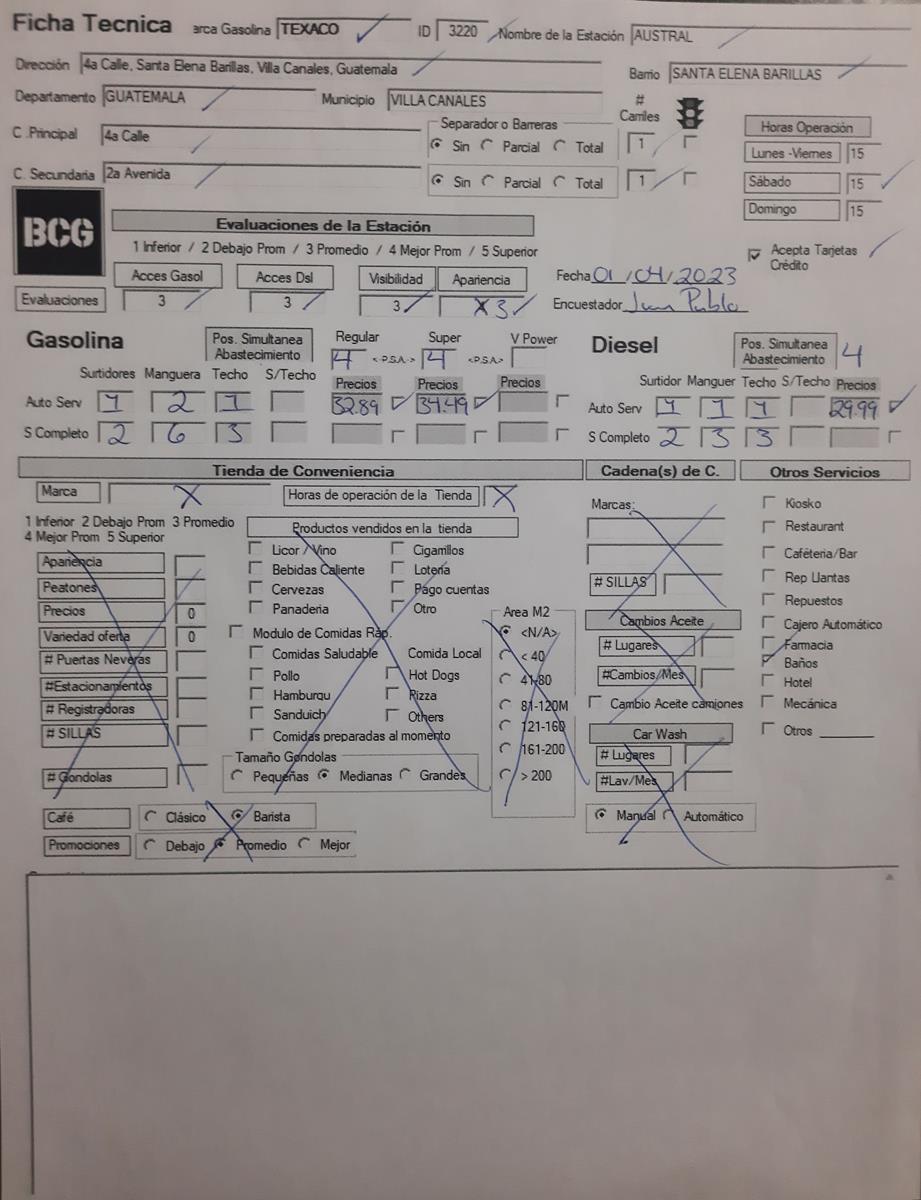 Ficha Tecnica arca Gasolina TEXACO ID 3220 Nombre de la Estación AUSTRAL
Dirección 4a Calle, Santa Elena Barillas, Villa Canales, Guatemala Barrio SANTA ELENA BARILLAS
Departamento GUATEMALA Municipio VILLA CANALES # Carriles
C .Principal 4a Calle Separador o Barreras Sin Parcial Total 1
C. Secundaria 2a Avenida Sin Parcial Total 1
Horas Operación
Lunes -Viernes 15
Sábado 15
Domingo 15
BCG
Evaluaciones de la Estación
1 Inferior / 2 Debajo Prom / 3 Promedio / 4 Mejor Prom / 5 Superior
Acepta Tarjetas Crédito
Acces Gasol Acces Dsl Visibilidad Apariencia Fecha 01/04/2023
Evaluaciones 3 3 3 3 Encuestador Juan Pablo
Gasolina Pos. Simultanea Abastecimiento Regular Super V Power
4 <-P.S.A.-> 4 <-P.S.A.->
Surtidores Manguera Techo S/Techo Precios Precios Precios
Auto Serv 1 2 1 32.89 34.49
S Completo 2 6 3
Diesel Pos. Simultanea Abastecimiento 4
Surtidor Manguer Techo S/Techo Precios
Auto Serv 1 1 1 29.99
S Completo 2 3 3
Tienda de Conveniencia
Marca Horas de operación de la Tienda
1 Inferior 2 Debajo Prom 3 Promedio
4 Mejor Prom 5 Superior
Apariencia
Peatones
Precios 0
Variedad oferta 0
# Puertas Neveras
#Estacionamientos
# Registradoras
# SILLAS
# Gondolas
Productos vendidos en la tienda
Licor / Vino Cigarrillos
Bebidas Caliente Loteria
Cervezas Pago cuentas
Panaderia Otro
Modulo de Comidas Ráp.
Comidas Saludable Comida Local
Pollo Hot Dogs
Hamburqu Pizza
Sanduich Others
Comidas preparadas al momento
Tamaño Gondolas
Pequeñas Medianas Grandes
Area M2
<N/A>
< 40
41-80
81-120M
121-160
161-200
> 200
Café Clásico Barista
Promociones Debajo Promedio Mejor
Cadena(s) de C.
Marcas:
# SILLAS
Cambios Aceite
# Lugares
#Cambios/Mes
Cambio Aceite camiones
Car Wash
# Lugares
#Lav/Mes
Manual Automático
Otros Servicios
Kiosko
Restaurant
Caféteria/Bar
Rep Llantas
Repuestos
Cajero Automático
Farmacia
Baños
Hotel
Mecánica
Otros